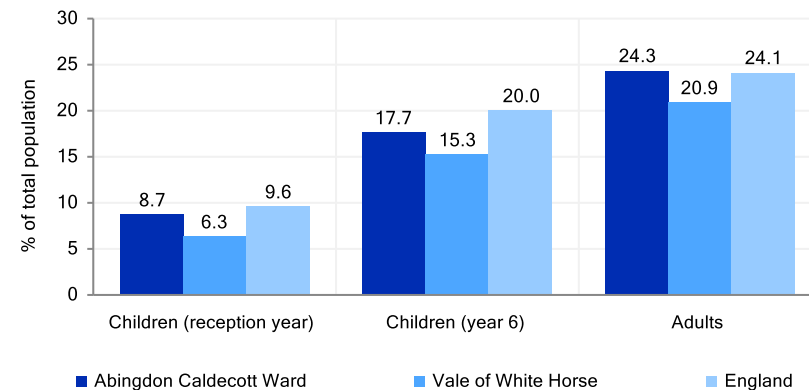 % of total population
30
25
20
15
10
5
0
8.7
6.3
9.6
17.7
15.3
20.0
24.3
20.9
24.1
Children (reception year)
Children (year 6)
Adults
Abingdon Caldecott Ward
Vale of White Horse
England